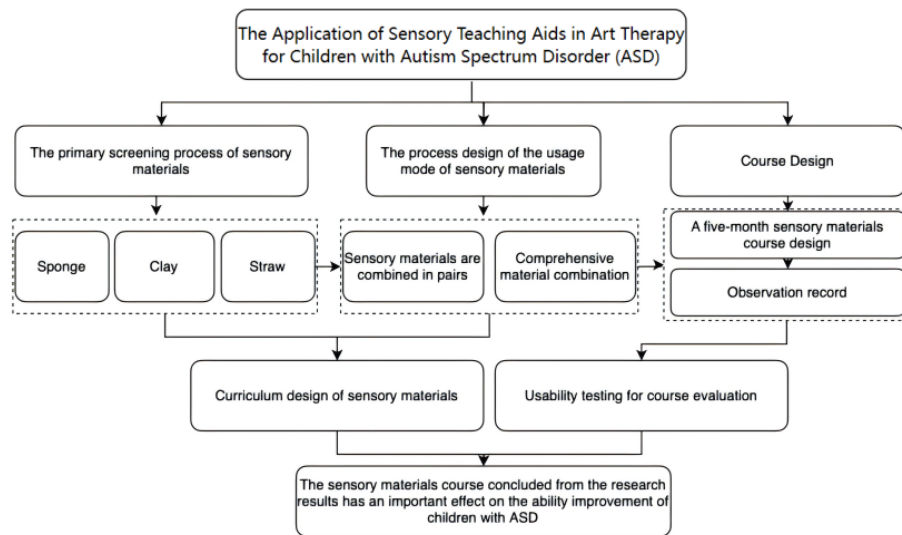 The Application of Sensory Teaching Aids in Art Therapy
for Children with Autism Spectrum Disorder (ASD)
The primary screening process of sensory
materials
The process design of the usage
mode of sensory materials
Course Design
Sponge
Clay
Straw
Sensory materials are
combined in pairs
Comprehensive
material combination
A five-month sensory materials
course design
Observation record
Curriculum design of sensory materials
Usability testing for course evaluation
The sensory materials course concluded from the research
results has an important effect on the ability improvement of
children with ASD